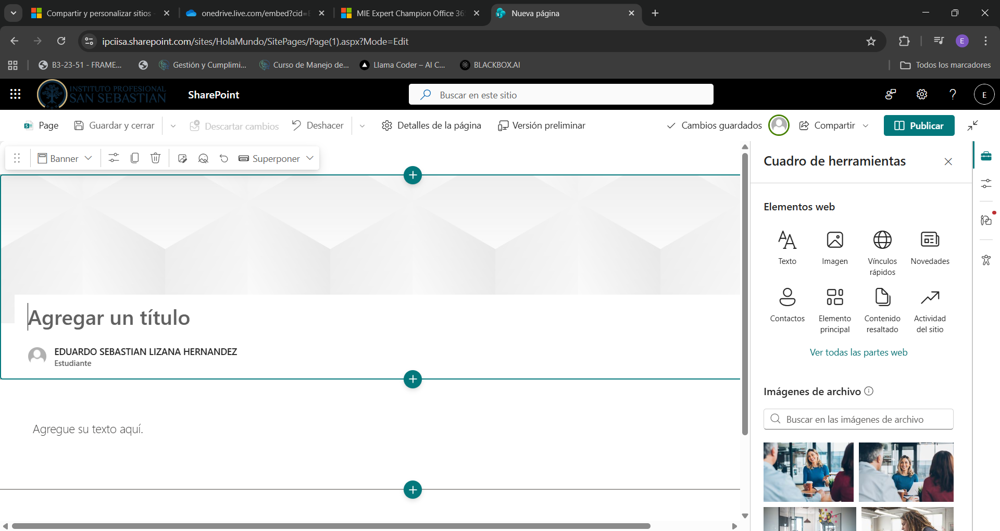 Compartir y personalizar sitios
onedrive.live.com/embed?cid=
MIE Expert Champion Office 36
Nueva página
ipciisa.sharepoint.com/sites/HolaMundo/SitePages/Page(1).aspx?Mode=Edit
E
B3-23-51 - FRAME...
Gestión y Cumplimi...
Curso de Manejo de...
Llama Coder – AI C...
BLACKBOX.AI
Todos los marcadores
INSTITUTO PROFESIONAL
SAN SEBASTIAN
SharePoint
Buscar en este sitio
E
Page
Guardar y cerrar
Descartar cambios
Deshacer
Detalles de la página
Versión preliminar
Cambios guardados
Compartir
Publicar
Banner
Superponer
Agregar un título
EDUARDO SEBASTIAN LIZANA HERNANDEZ
Estudiante
Agregue su texto aquí.
Cuadro de herramientas
Elementos web
Texto
Imagen
Vínculos
rápidos
Novedades
Contactos
Elemento
principal
Contenido
resaltado
Actividad
del sitio
Ver todas las partes web
Imágenes de archivo
Buscar en las imágenes de archivo